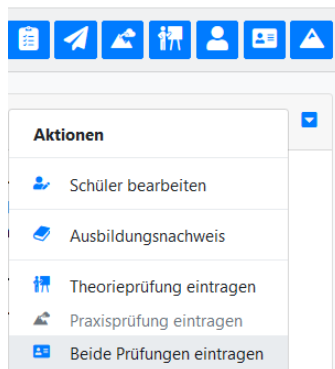 Aktionen
Schüler bearbeiten
Ausbildungsnachweis
Theorieprüfung eintragen
Praxisprüfung eintragen
Beide Prüfungen eintragen